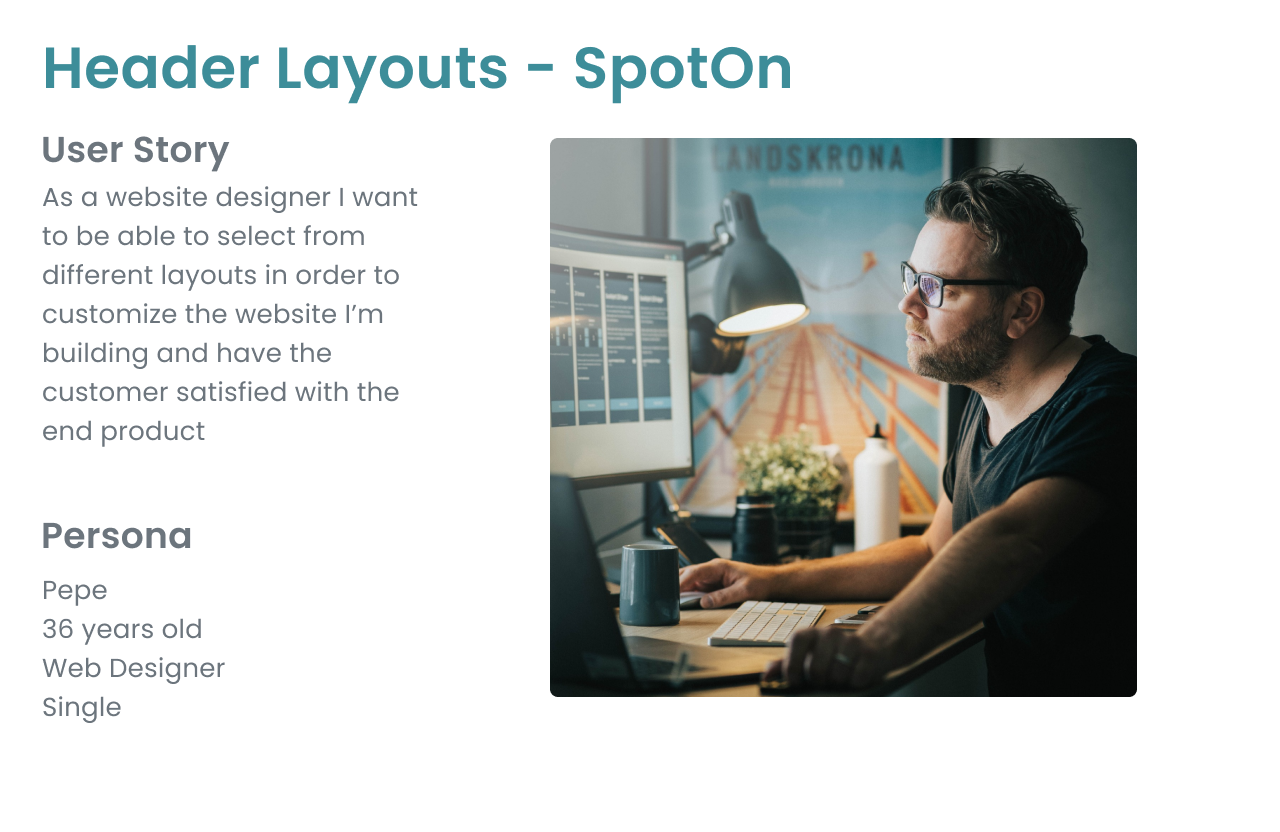 Header Layouts - SpotOn
User Story
As a website designer I want
to be able to select from
different layouts in order to
customize the website I’m
building and have the
customer satisfied with the
end product
Persona
Pepe
36 years old
Web Designer
Single
LANDSKRONA